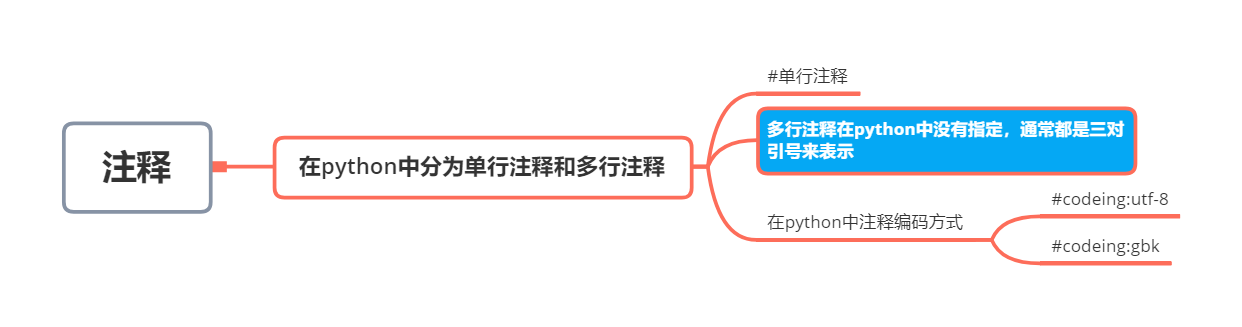 注释
在python中分为单行注释和多行注释
#单行注释
多行注释在python中没有指定，通常都是三对
引号来表示
在python中注释编码方式
#codeing:utf-8
#codeing:gbk